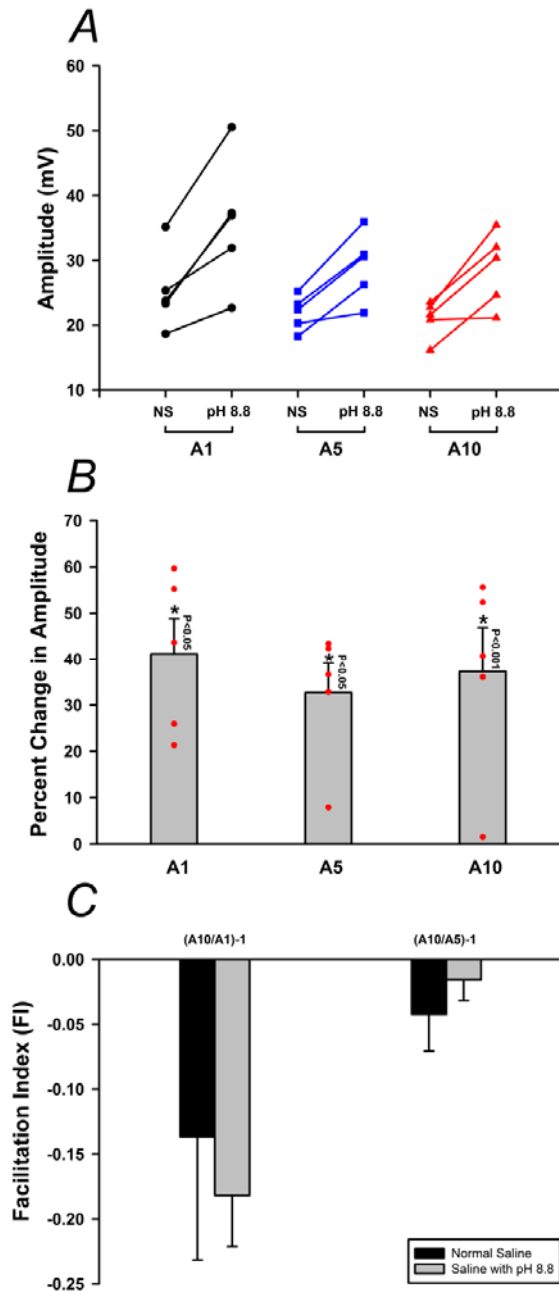 A
Amplitude (mV)
60
50
40
30
20
10
NS pH 8.8 NS pH 8.8 NS pH 8.8
A1 A5 A10
B
Percent Change in Amplitude
70
60
50
40
30
20
10
0
* * *
P<0.05 P<0.05 P<0.001
A1 A5 A10
C
(A10/A1)-1 (A10/A5)-1
Facilitation Index (FI)
0.00
-0.05
-0.10
-0.15
-0.20
-0.25
Normal Saline
Saline with pH 8.8